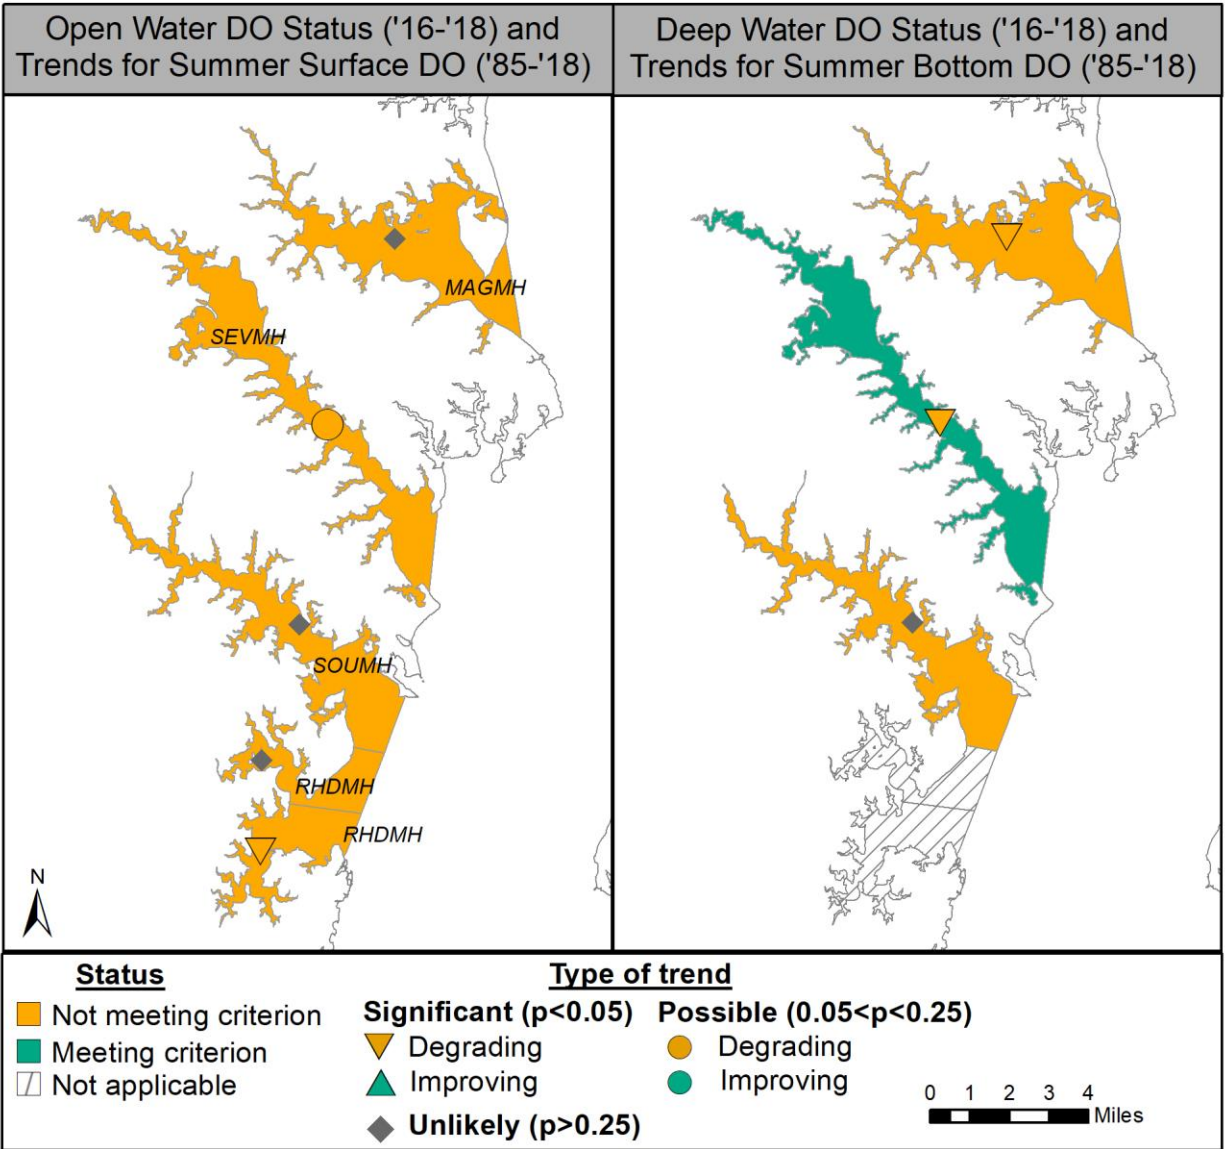 Open Water DO Status ('16-'18) and
Trends for Summer Surface DO ('85-'18)
Deep Water DO Status ('16-'18) and
Trends for Summer Bottom DO ('85-'18)
MAGMH
SEVMH
SOUMH
RHDMH
RHDMH
N
Status
Not meeting criterion
Meeting criterion
Not applicable
Type of trend
Significant (p<0.05)
Degrading
Improving
Unlikely (p>0.25)
Possible (0.05<p<0.25)
Degrading
Improving
0 1 2 3 4
Miles